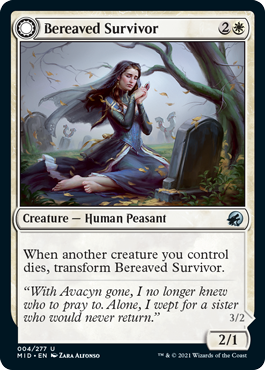 Bereaved Survivor 2
Creature — Human Peasant
When another creature you control
dies, transform Bereaved Survivor.
“With Avacyn gone, I no longer knew
who to pray to. Alone, I wept for a sister
who would never return.”
3/2
2/1
004/277 U
MID • EN ZARA ALFONSO
™ & © 2021 Wizards of the Coast